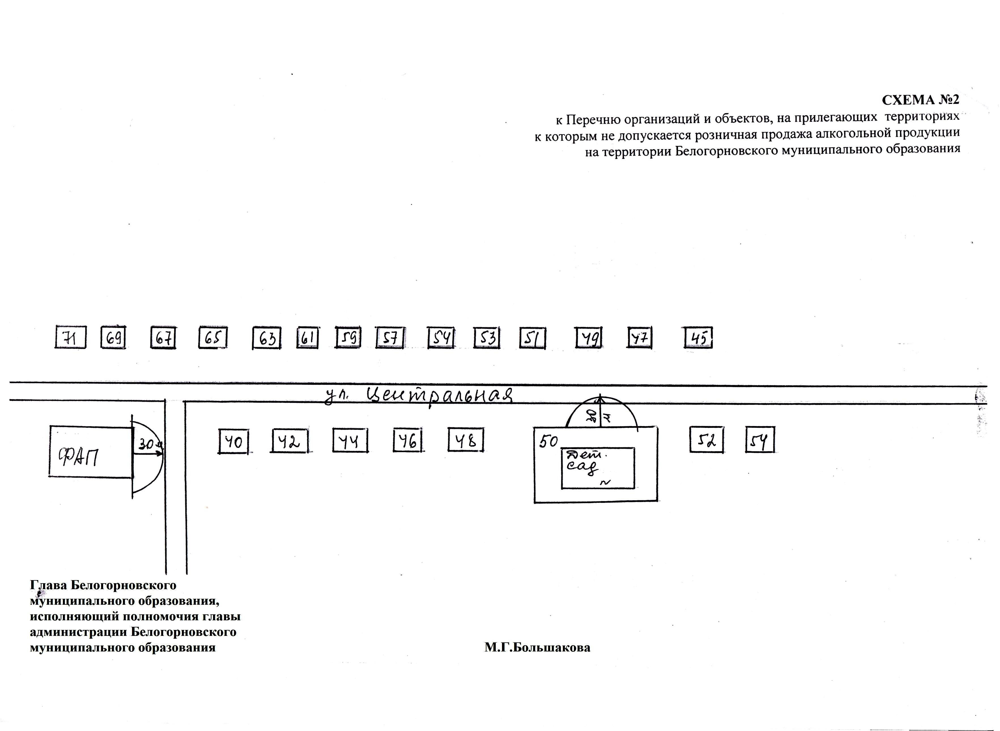 СХЕМА №2
к Перечню организаций и объектов, на прилегающих территориях
к которым не допускается розничная продажа алкогольной продукции
на территории Белогорновского муниципального образования
71 69 67 65 63 61 59 57 54 53 51 49 47 45
ул. Центральная
ФАП
30м
40 42 44 46 48 50 52 54
Дет.
сад
Глава Белогорновского
муниципального образования,
исполняющий полномочия главы
администрации Белогорновского
муниципального образования М.Г.Большакова